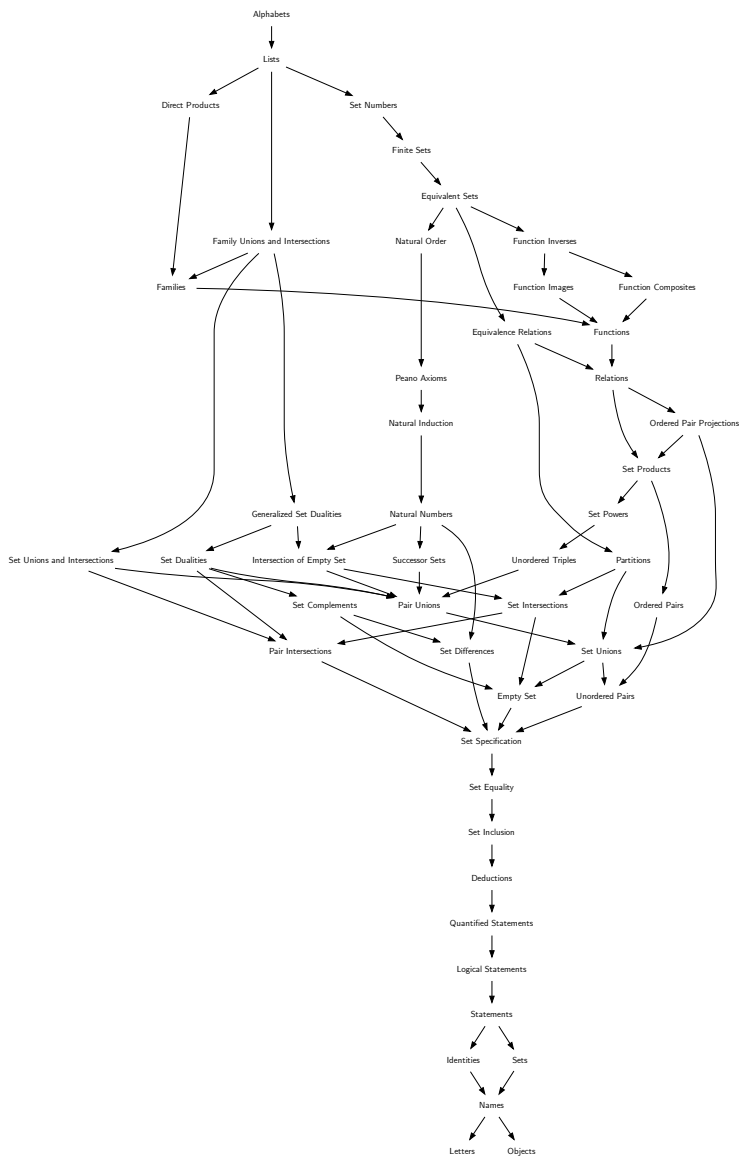 Alphabets
Lists
Direct Products
Set Numbers
Finite Sets
Equivalent Sets
Family Unions and Intersections
Natural Order
Function Inverses
Families
Function Images
Function Composites
Equivalence Relations
Functions
Peano Axioms
Relations
Natural Induction
Ordered Pair Projections
Set Products
Generalized Set Dualities
Natural Numbers
Set Powers
Set Unions and Intersections
Set Dualities
Intersection of Empty Set
Successor Sets
Unordered Triples
Partitions
Set Complements
Pair Unions
Set Intersections
Ordered Pairs
Pair Intersections
Set Differences
Set Unions
Empty Set
Unordered Pairs
Set Specification
Set Equality
Set Inclusion
Deductions
Quantified Statements
Logical Statements
Statements
Identities
Sets
Names
Letters
Objects